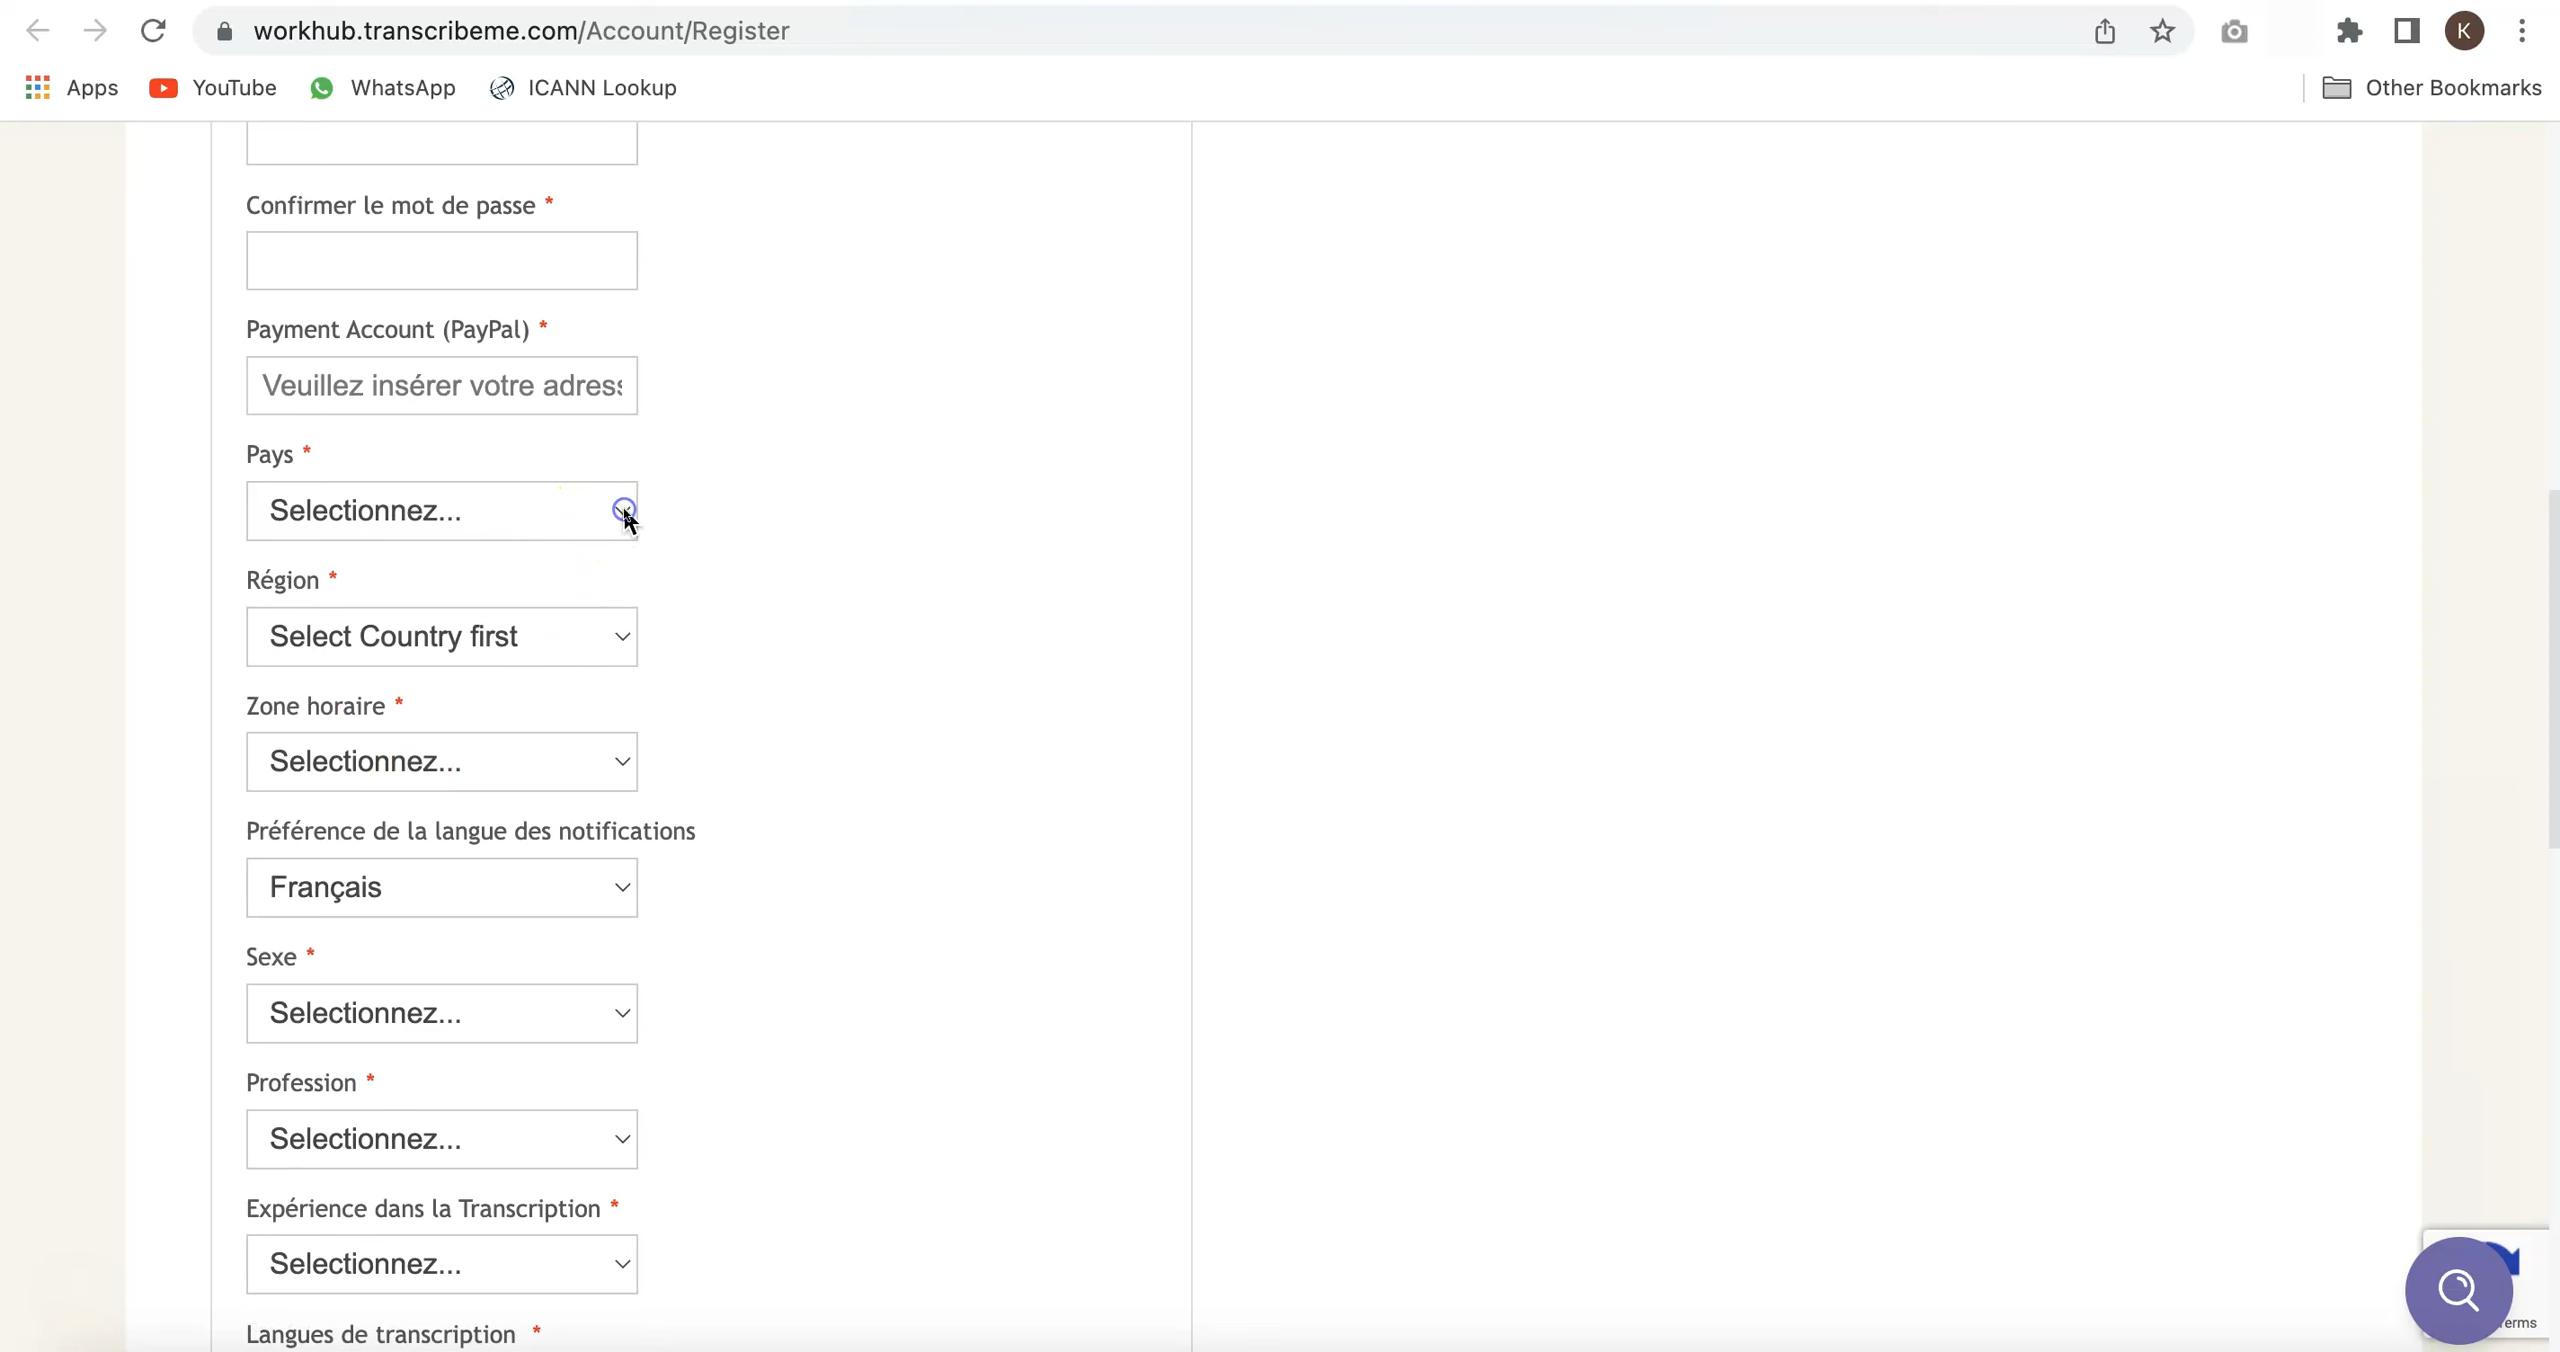 workhub.transcribeme.com/Account/Register
K
Apps
YouTube
WhatsApp
ICANN Lookup
Other Bookmarks
Confirmer le mot de passe *
Payment Account (PayPal) *
Veuillez insérer votre adress
Pays *
Selectionnez...
Région *
Select Country first
Zone horaire *
Selectionnez...
Préférence de la langue des notifications
Français
Sexe *
Selectionnez...
Profession *
Selectionnez...
Expérience dans la Transcription *
Selectionnez...
Langues de transcription *